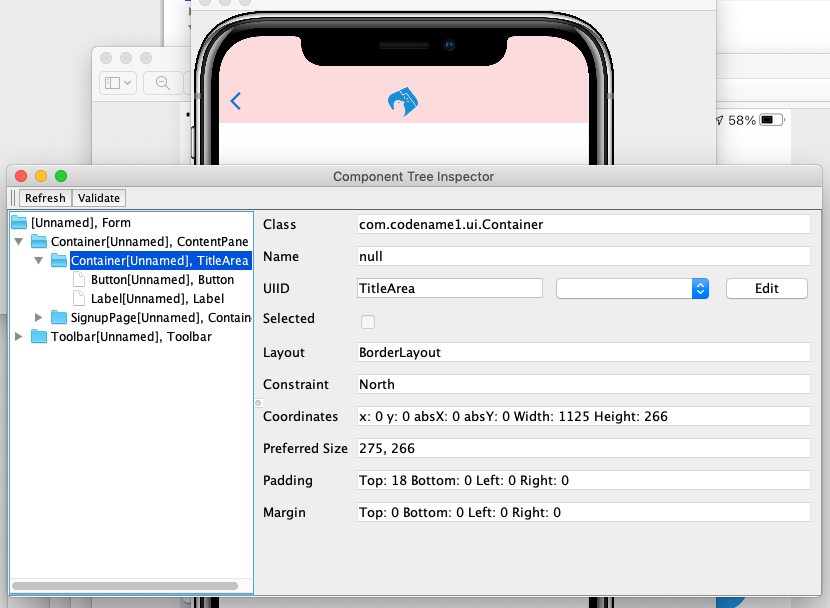 58%
Component Tree Inspector
Refresh Validate
[Unnamed], Form
Container[Unnamed], ContentPane
Container[Unnamed], TitleArea
Button[Unnamed], Button
Label[Unnamed], Label
SignupPage[Unnamed], Contain
Toolbar[Unnamed], Toolbar
Class com.codename1.ui.Container
Name null
UIID TitleArea Edit
Selected
Layout BorderLayout
Constraint North
Coordinates x: 0 y: 0 absX: 0 absY: 0 Width: 1125 Height: 266
Preferred Size 275, 266
Padding Top: 18 Bottom: 0 Left: 0 Right: 0
Margin Top: 0 Bottom: 0 Left: 0 Right: 0